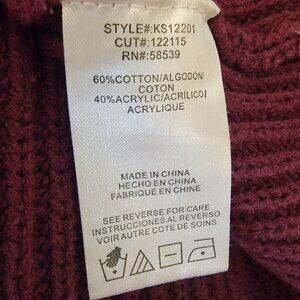 STYLE#:KS12201
CUT#:122115
RN#:58539
60%COTTON/ALGODÓN/
COTON
40%ACRYLIC/ACRÍLICO/
ACRYLIQUE
MADE IN CHINA
HECHO EN CHINA
FABRIQUÉ EN CHINE
SEE REVERSE FOR CARE
INSTRUCCIONES AL REVERSO
VOIR AUTRE COTE DE SOINS